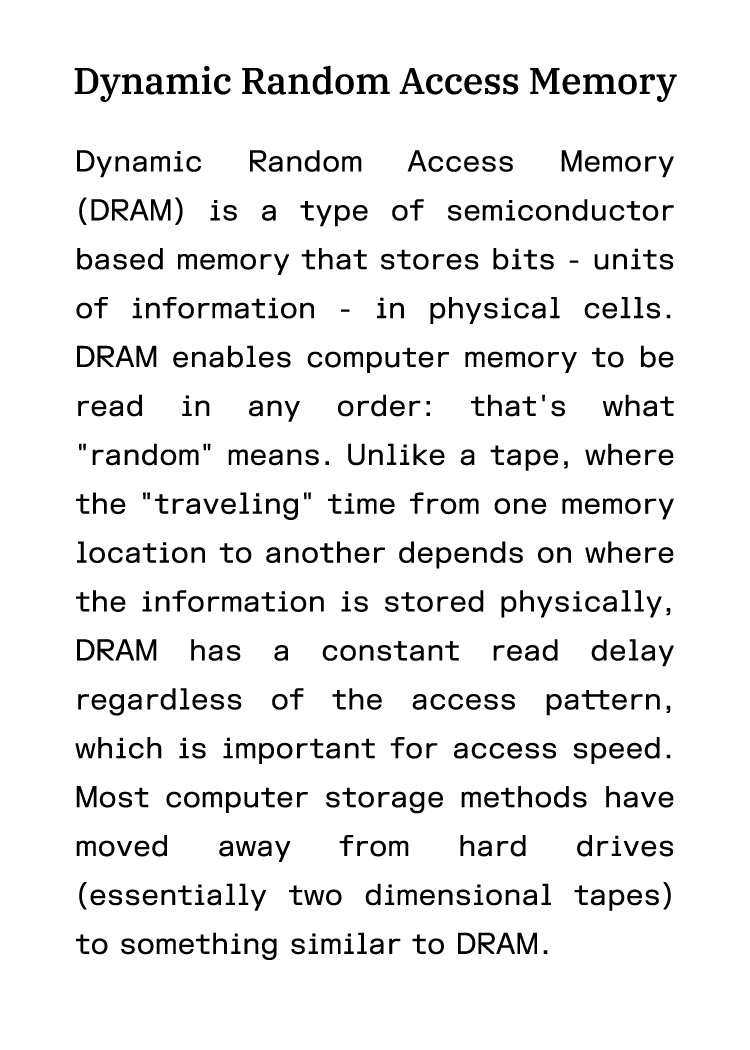 Dynamic Random Access Memory
Dynamic Random Access Memory
(DRAM) is a type of semiconductor
based memory that stores bits - units
of information - in physical cells.
DRAM enables computer memory to be
read in any order: that's what
"random" means. Unlike a tape, where
the "traveling" time from one memory
location to another depends on where
the information is stored physically,
DRAM has a constant read delay
regardless of the access pattern,
which is important for access speed.
Most computer storage methods have
moved away from hard drives
(essentially two dimensional tapes)
to something similar to DRAM.